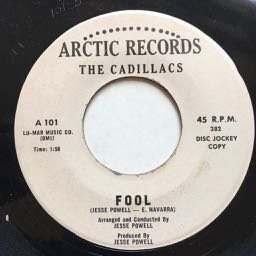 ARCTIC RECORDS
THE CADILLACS
A 101
LU-MAR MUSIC CO.
(BMI)
Time: 1:58
45 R.P.M.
382
DISC JOCKEY
COPY
FOOL
(JESSE POWELL — E. NAVARRA)
Arranged and Conducted By
JESSE POWELL
Produced By
JESSE POWELL